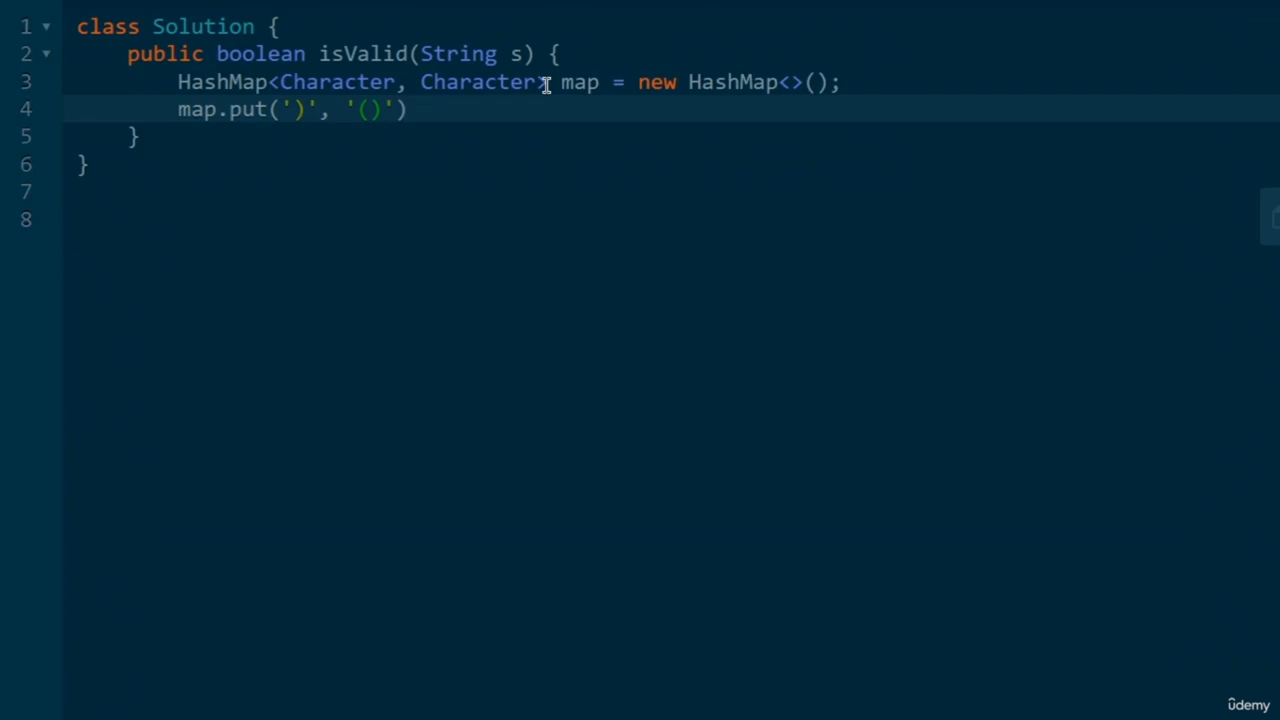 1 class Solution {
2 public boolean isValid(String s) {
3 HashMap<Character, Character> map = new HashMap<>();
4 map.put(')', '()')
5 }
6 }
7
8
ûdemy